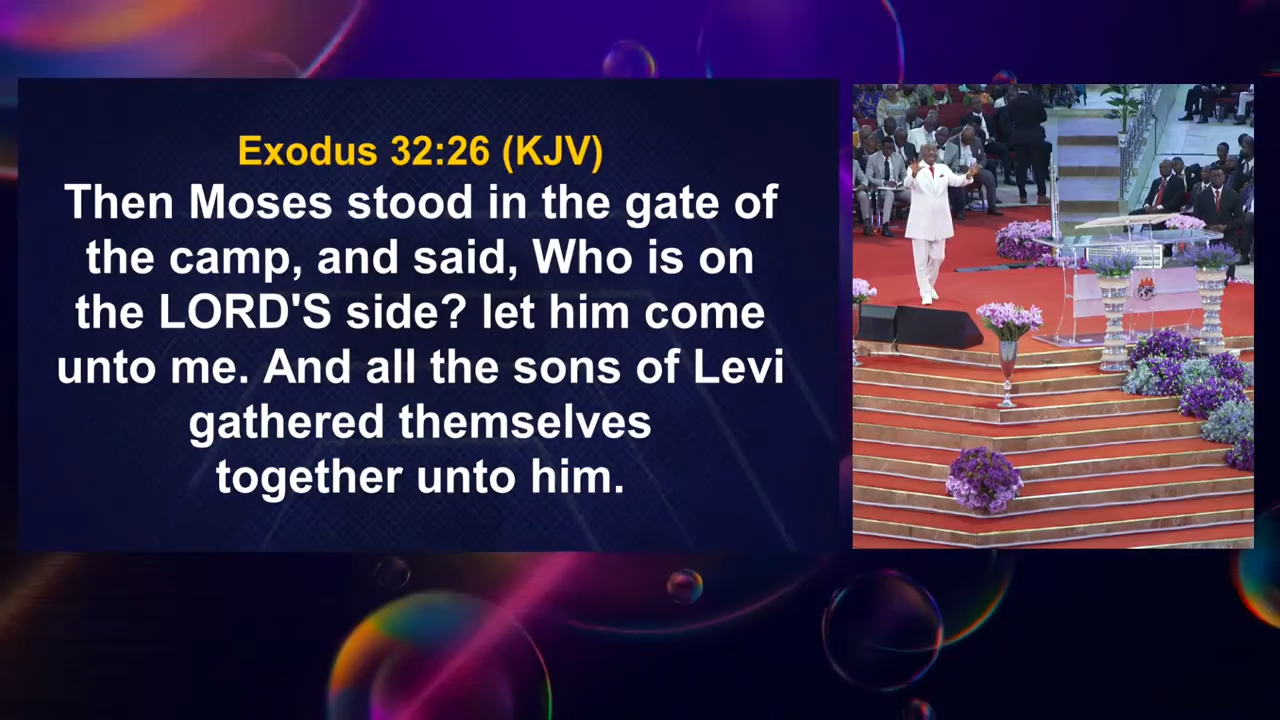 Exodus 32:26 (KJV)
Then Moses stood in the gate of
the camp, and said, Who is on
the LORD'S side? let him come
unto me. And all the sons of Levi
gathered themselves
together unto him.